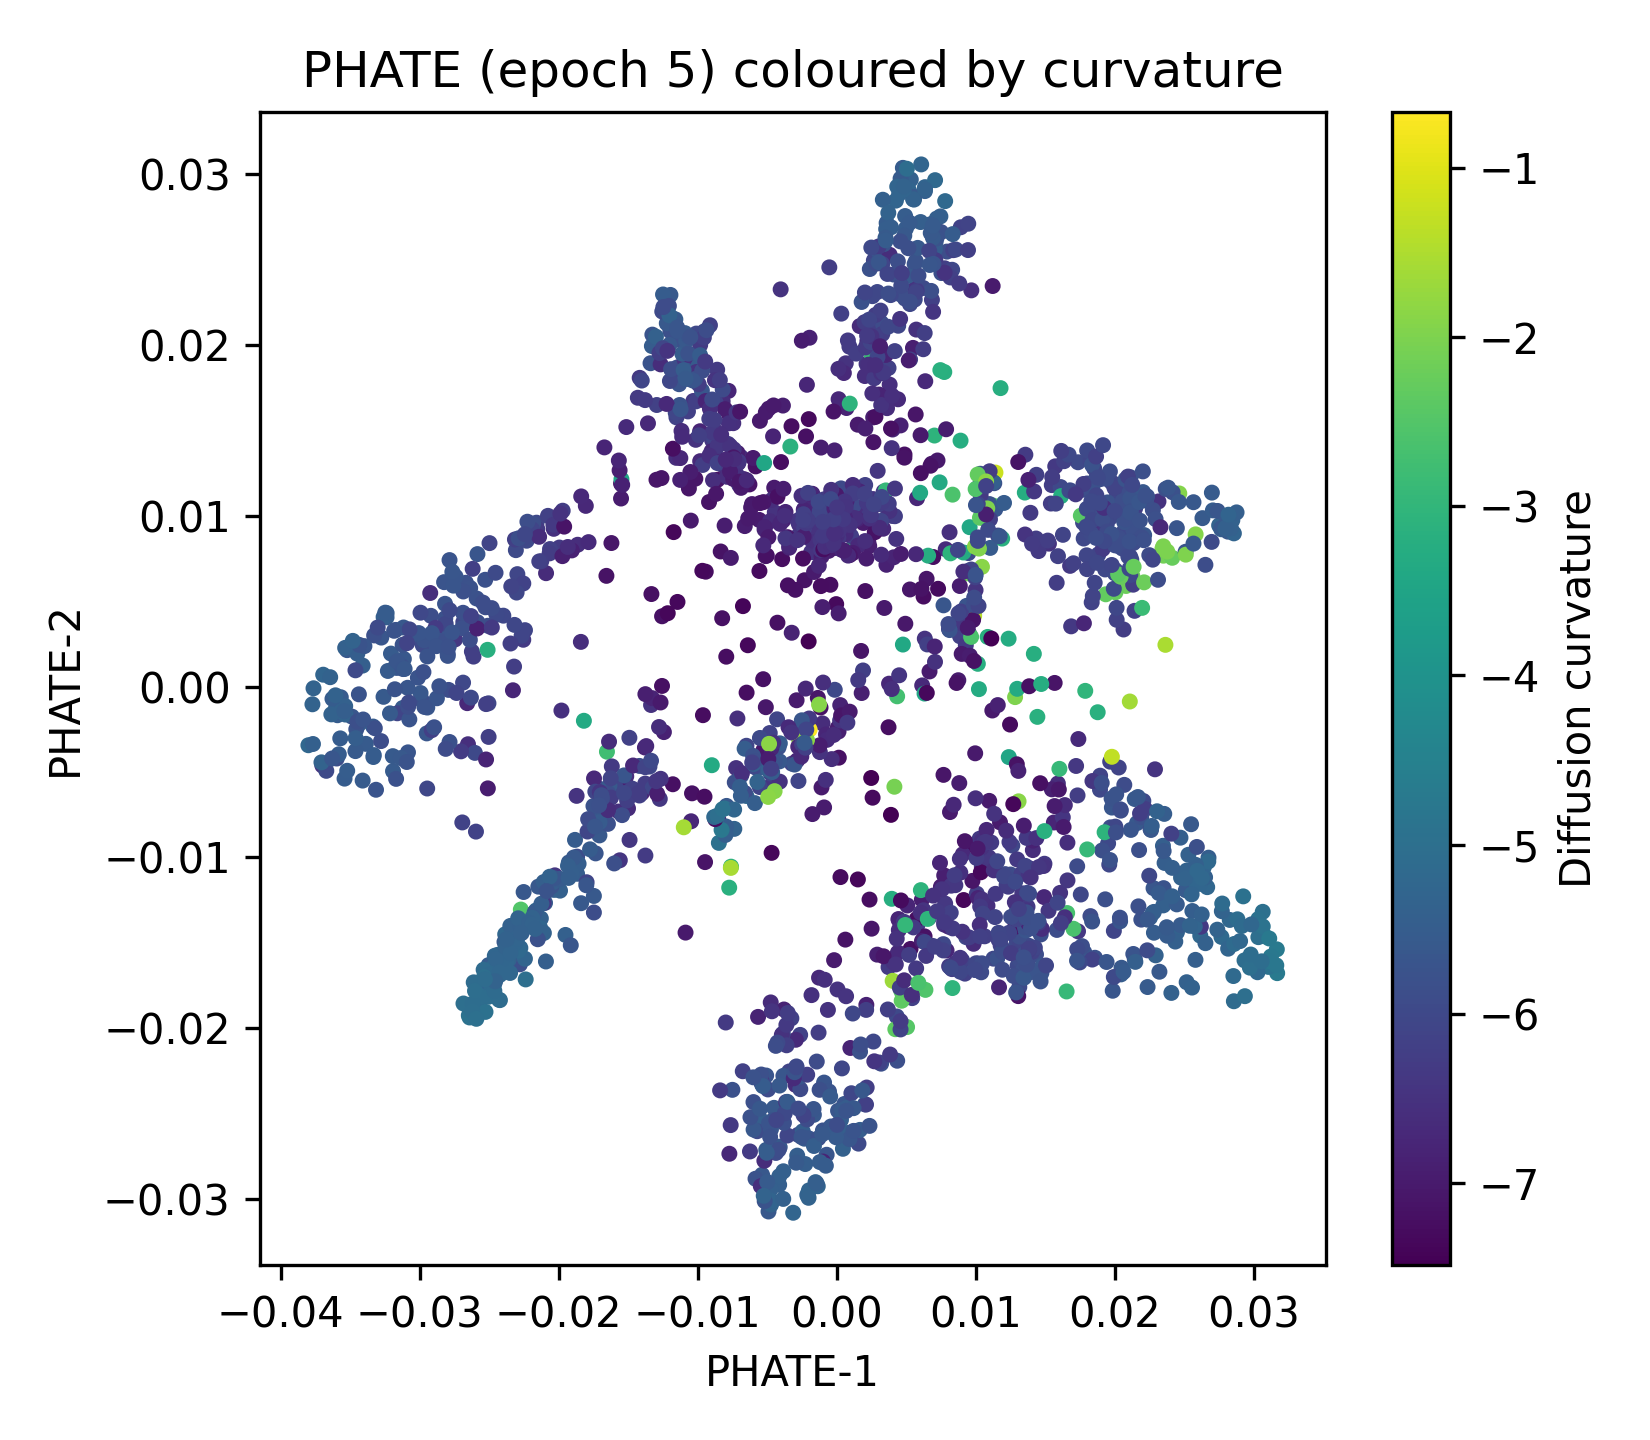 PHATE (epoch 5) coloured by curvature
0.03
0.02
0.01
0.00
−0.01
−0.02
−0.03
PHATE-2
−0.04 −0.03 −0.02 −0.01 0.00 0.01 0.02 0.03
PHATE-1
−1
−2
−3
−4
−5
−6
−7
Diffusion curvature